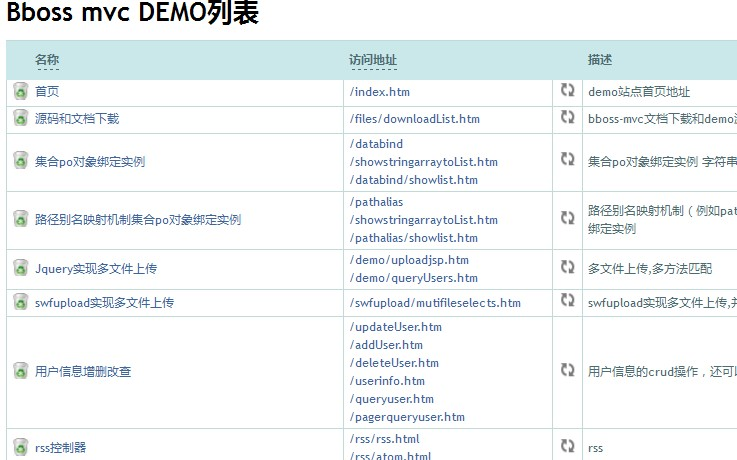 Bboss mvc DEMO列表
名称 访问地址 描述
首页 /index.htm demo站点首页地址
源码和文档下载 /files/downloadList.htm bboss-mvc文档下载和demo
/databind
集合po对象绑定实例 /showstringarraytoList.htm 集合po对象绑定实例 字符串
/databind/showlist.htm
/pathalias
路径别名映射机制集合po对象绑定实例 /showstringarraytoList.htm 路径别名映射机制（例如pat
/pathalias/showlist.htm 绑定实例
/demo/uploadjsp.htm
Jquery实现多文件上传 /demo/queryUsers.htm 多文件上传,多方法匹配
swfupload实现多文件上传 /swfupload/mutifileselects.htm swfupload实现多文件上传,并
/updateUser.htm
/addUser.htm
/deleteUser.htm
用户信息增删改查 /userinfo.htm 用户信息的crud操作，还可以
/queryuser.htm
/pagerqueryuser.htm
/rss/rss.html
rss控制器 /rss/atom.html rss